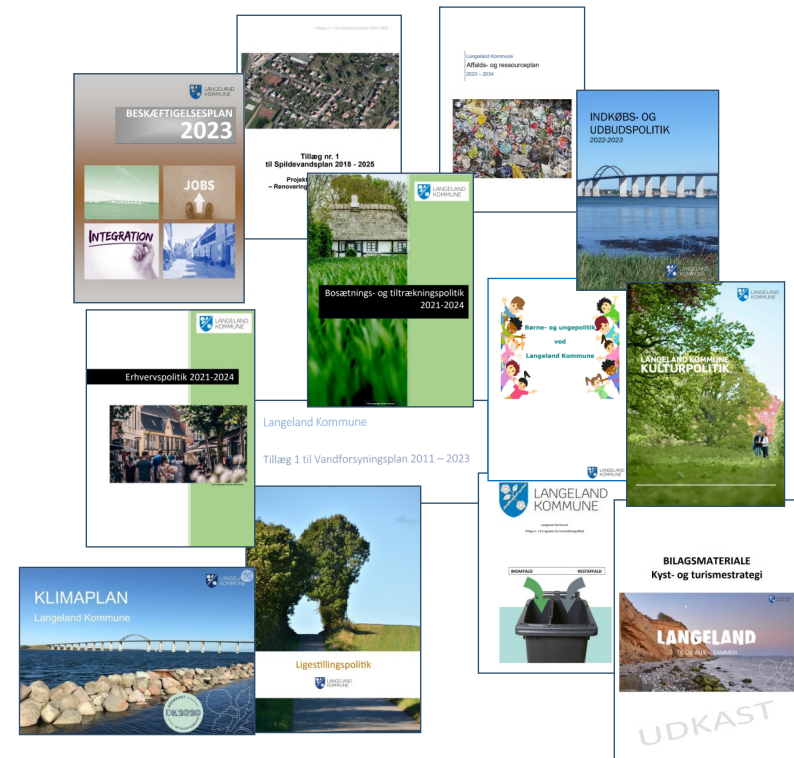 Tillæg nr. 1 til Spildevandsplan 2018-2025
Tillæg nr. 1
til Spildevandsplan 2018 - 2025
Projekt
– Renovering
Langeland Kommune
Affalds- og ressourceplan
2023 – 2034
LANGELAND
KOMMUNE
BESKÆFTIGELSESPLAN
2023
JOBS
INTEGRATION
INDKØBS- OG
UDBUDSPOLITIK
2022-2023
LANGELAND
KOMMUNE
LANGELAND
KOMMUNE
Bosætnings- og tiltrækningspolitik
2021-2024
Børne- og ungepolitik
ved
Langeland Kommune
LANGELAND
KOMMUNE
LANGELAND
KOMMUNE
LANGELAND KOMMUNE
KULTURPOLITIK
LANGELAND
KOMMUNE
Erhvervspolitik 2021-2024
Langeland Kommune
Tillæg 1 til Vandforsyningsplan 2011 – 2023
LANGELAND
KOMMUNE
Langeland Kommune
BIOAFFALD
RESTAFFALD
BILAGSMATERIALE
Kyst- og turismestrategi
LANGELAND
UDKAST
LANGELAND
KOMMUNE
KLIMAPLAN
Langeland Kommune
DK2020
Ligestillingspolitik
LANGELAND
KOMMUNE